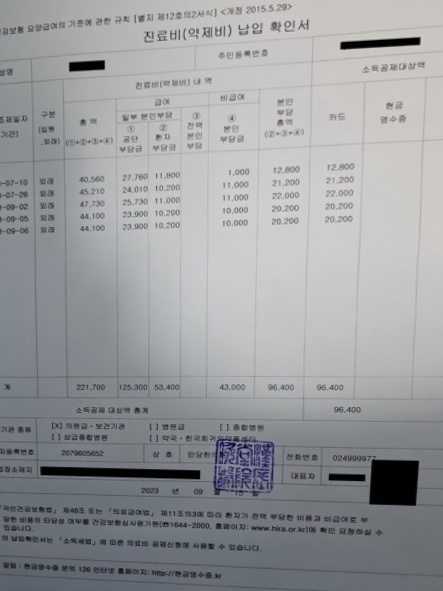 건강보험 요양급여의 기준에 관한 규칙 [별지 제12호의2서식] <개정 2015.5.29>
진료비(약제비) 납입 확인서
성명 주민등록번호
진료비(약제비) 내 역 소득공제대상액
조제일자 구분 급여 비급여 본인
기간) (입원 총 액 일부 본인부담 ③ ④ 부담 카드 현금
,외래) (①+②+③+④) ① ② 전액 본인 총액 영수증
공단 환자 본인 부담금 (②+③+④)
부담금 부담금 부담
-07-10 외래 40,560 27,760 11,800 1,000 12,800 12,800
-07-26 외래 45,210 24,010 10,200 11,000 21,200 21,200
-09-02 외래 47,730 25,730 11,000 11,000 22,000 22,000
-09-05 외래 44,100 23,900 10,200 10,000 20,200 20,200
-09-06 외래 44,100 23,900 10,200 10,000 20,200 20,200
계 221,700 125,300 53,400 43,000 96,400 96,400
소득공제 대상액 총계 96,400
기관 종류 [X] 의원급·보건기관 [ ] 병원급 [ ] 종합병원
[ ] 상급종합병원 [ ] 약국·한국희귀의약품센터
자등록번호 2079605652 상 호 전화번호 024999977
업장소재지 대표자
2023 년 09 월 15 일
「국민건강보험법」 제48조 또는 「의료급여법」 제11조의3에 따라 환자가 전액 부담한 비용과 비급여로 부
담한 비용의 타당성 여부를 건강보험심사평가원(☎1644-2000, 홈페이지: www.hira.or.kr)에 확인 요청하실 수
있습니다.
이 납입확인서는 「소득세법」에 따른 의료비 공제신청에 사용할 수 있습니다.
알림 : 현금영수증 문의 126 인터넷 홈페이지: http://현금영수증.kr